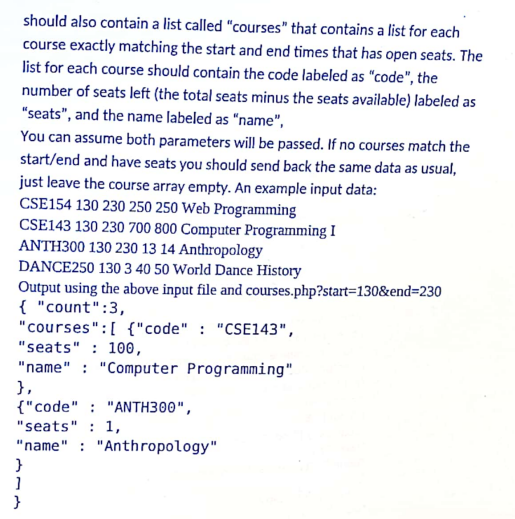 should also contain a list called "courses" that contains a list for each
course exactly matching the start and end times that has open seats. The
list for each course should contain the code labeled as "code", the
number of seats left (the total seats minus the seats available) labeled as
"seats", and the name labeled as "name",
You can assume both parameters will be passed. If no courses match the
start/end and have seats you should send back the same data as usual,
just leave the course array empty. An example input data:
CSE154 130 230 250 250 Web Programming
CSE143 130 230 700 800 Computer Programming I
ANTH300 130 230 13 14 Anthropology
DANCE250 130 3 40 50 World Dance History
Output using the above input file and courses.php?start=130&end=230
{ "count":3,
"courses":[ {"code" : "CSE143",
"seats" : 100,
"name" : "Computer Programming"
},
{"code" : "ANTH300",
"seats" : 1,
"name" : "Anthropology"
}
]
}